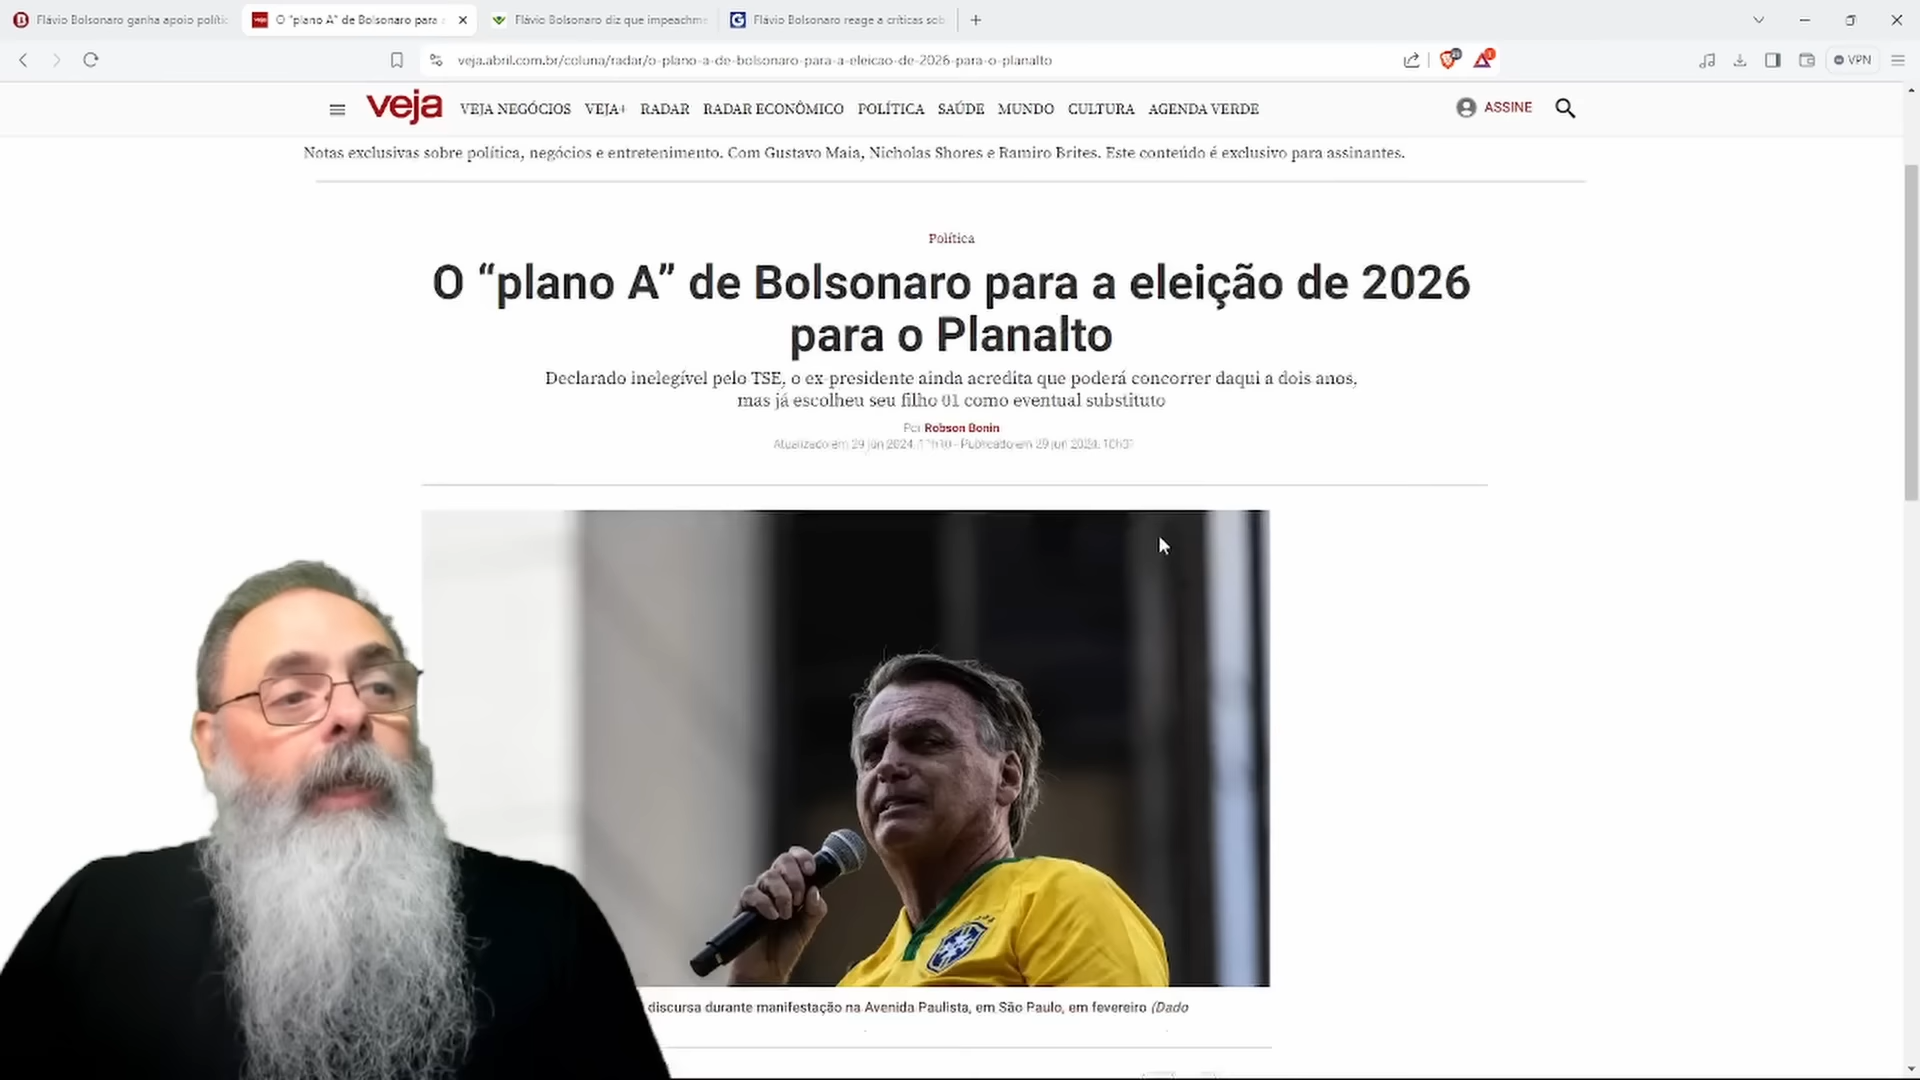 Flávio Bolsonaro ganha apoio polític
O "plano A" de Bolsonaro para
Flávio Bolsonaro diz que impeachme
Flávio Bolsonaro reage a críticas sob
veja.abril.com.br/coluna/radar/o-plano-a-de-bolsonaro-para-a-eleicao-de-2026-para-o-planalto
VPN
veja
VEJA NEGÓCIOS VEJA+ RADAR RADAR ECONÔMICO POLÍTICA SAÚDE MUNDO CULTURA AGENDA VERDE
ASSINE
Notas exclusivas sobre política, negócios e entretenimento. Com Gustavo Maia, Nicholas Shores e Ramiro Brites. Este conteúdo é exclusivo para assinantes.
Política
O “plano A” de Bolsonaro para a eleição de 2026
para o Planalto
Declarado inelegível pelo TSE, o ex-presidente ainda acredita que poderá concorrer daqui a dois anos,
mas já escolheu seu filho 01 como eventual substituto
Por Robson Bonin
Atualizado em 29 jun 2024, - Publicado em 29 jun 2024,
discursa durante manifestação na Avenida Paulista, em São Paulo, em fevereiro (Dado